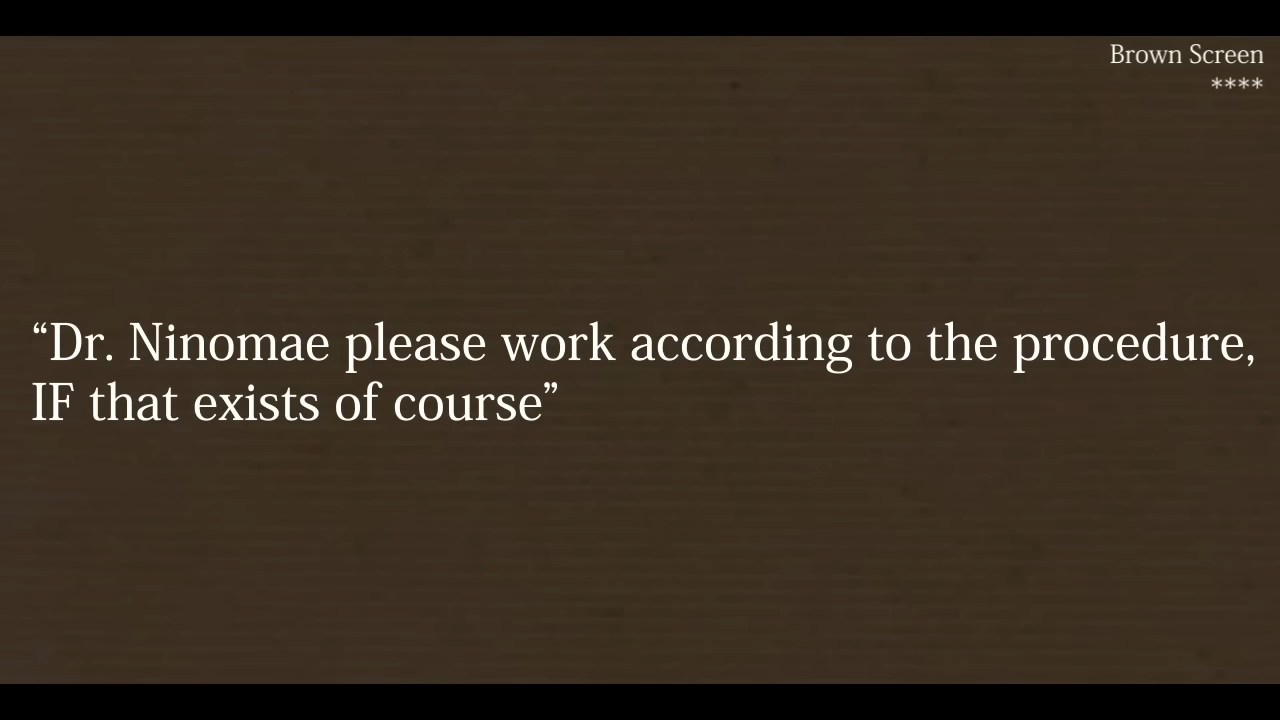 Brown Screen
****
“Dr. Ninomae please work according to the procedure,
IF that exists of course”